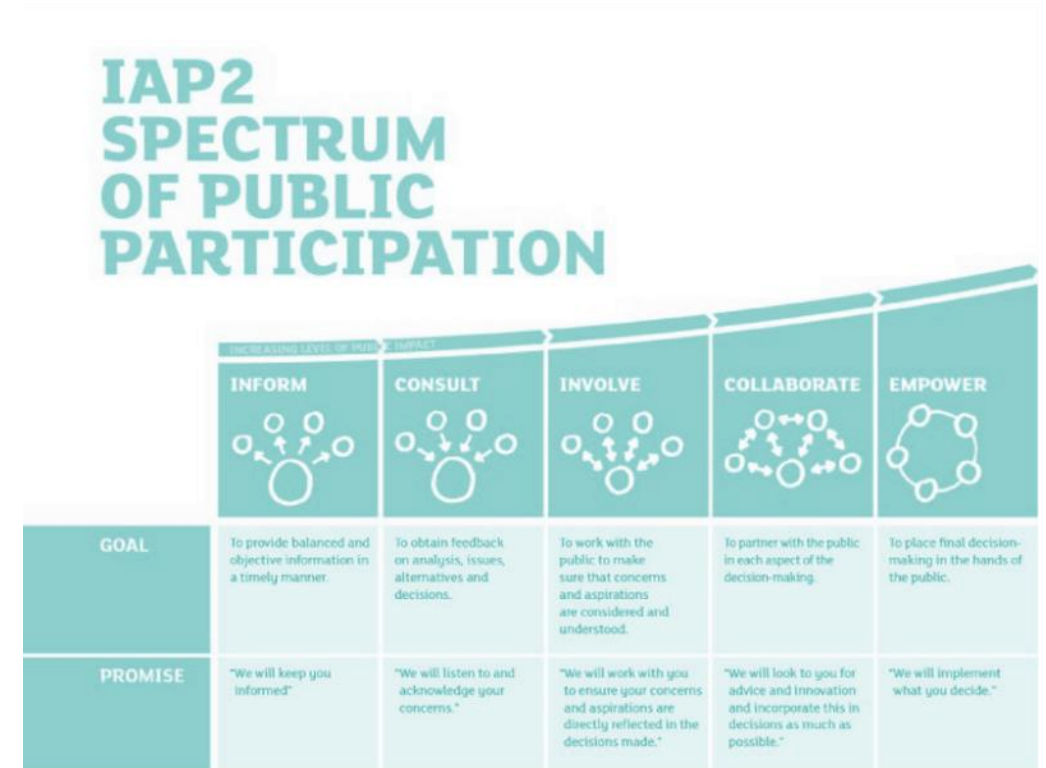 IAP2
SPECTRUM
OF PUBLIC
PARTICIPATION
INCREASING LEVEL OF PUBLIC IMPACT
INFORM
CONSULT
INVOLVE
COLLABORATE
EMPOWER
GOAL
To provide balanced and
objective information in
a timely manner.
To obtain feedback
on analysis, issues,
alternatives and
decisions.
To work with the
public to make
sure that concerns
and aspirations
are considered and
understood.
To partner with the public
in each aspect of the
decision-making.
To place final decision-
making in the hands of
the public.
PROMISE
"We will keep you
informed"
"We will listen to and
acknowledge your
concerns."
"We will work with you
to ensure your concerns
and aspirations are
directly reflected in the
decisions made."
"We will look to you for
advice and innovation
and incorporate this in
decisions as much as
possible."
"We will implement
what you decide."